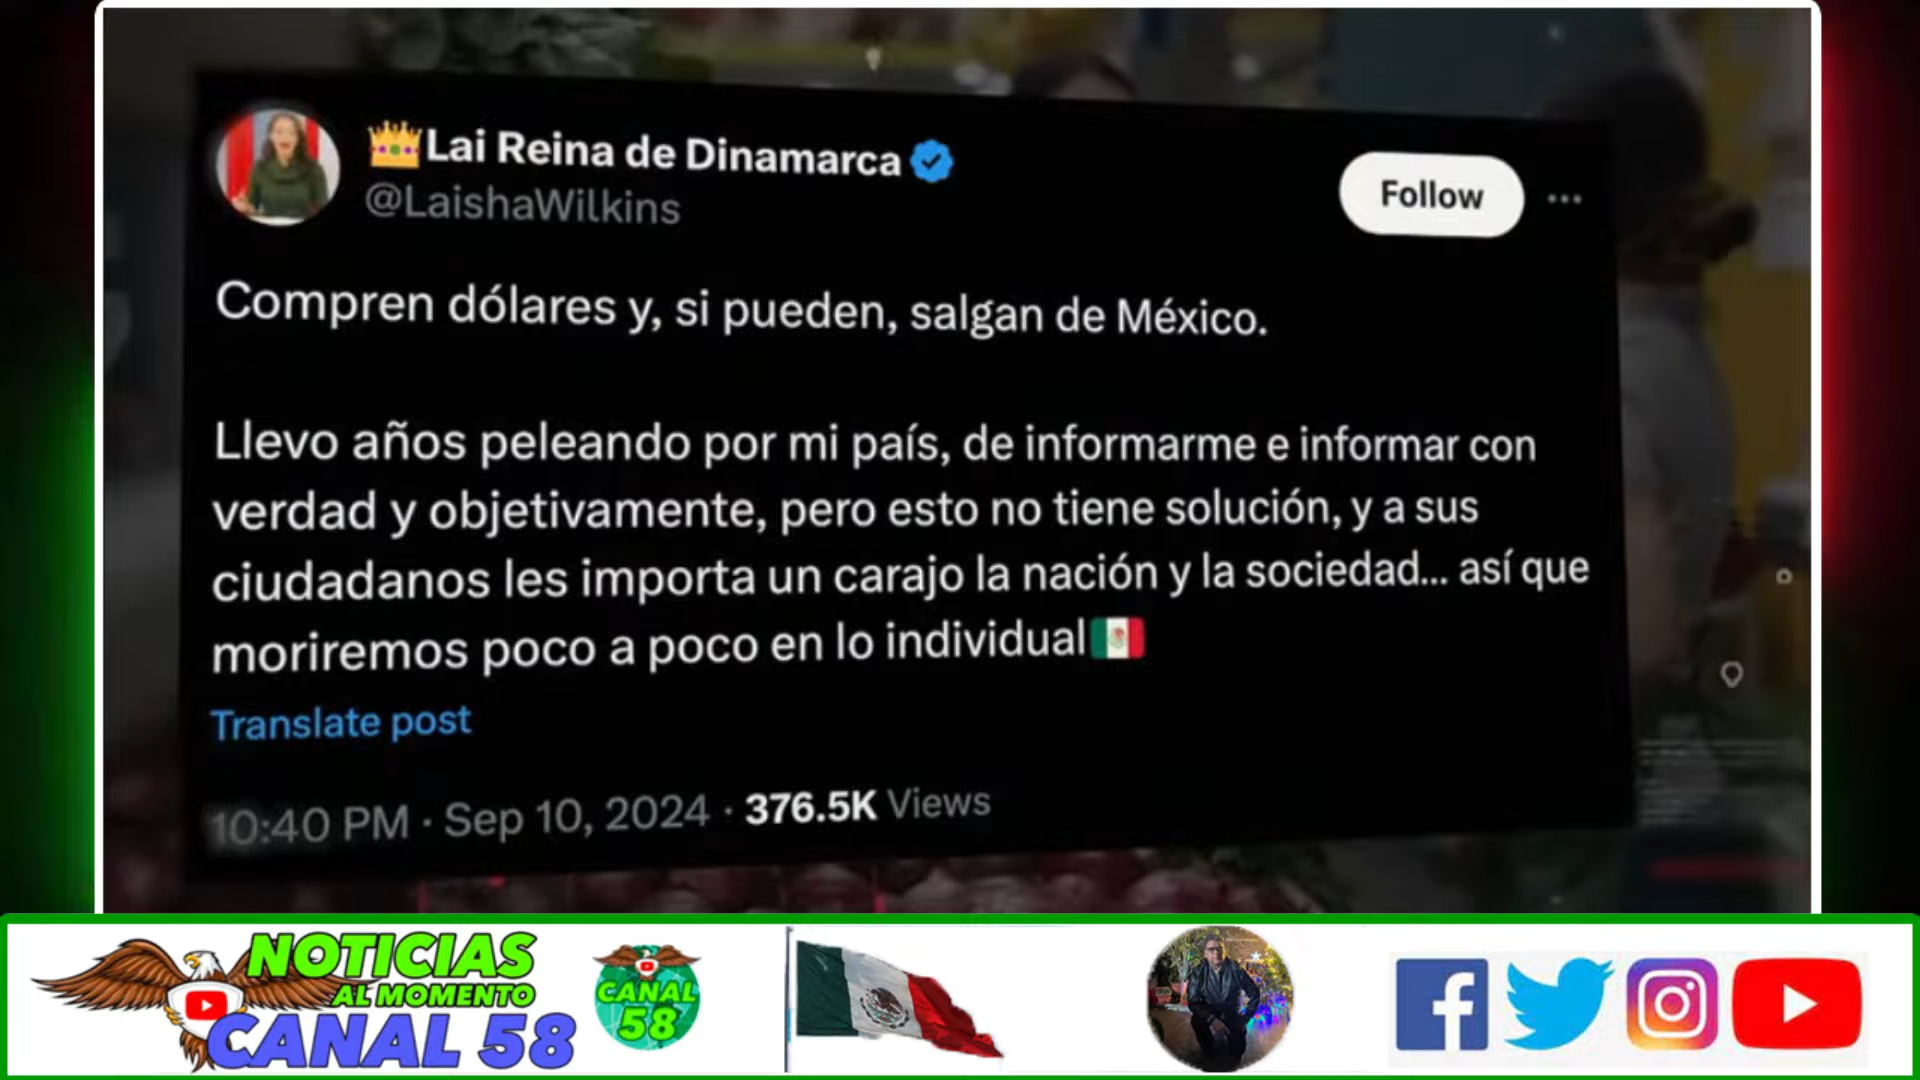 👑Lai Reina de Dinamarca
@LaishaWilkins
Follow
Compren dólares y, si pueden, salgan de México.
Llevo años peleando por mi país, de informarme e informar con
verdad y objetivamente, pero esto no tiene solución, y a sus
ciudadanos les importa un carajo la nación y la sociedad... así que
moriremos poco a poco en lo individual🇲🇽
Translate post
10:40 PM · Sep 10, 2024 · 376.5K Views
NOTICIAS
AL MOMENTO
CANAL 58
CANAL
58